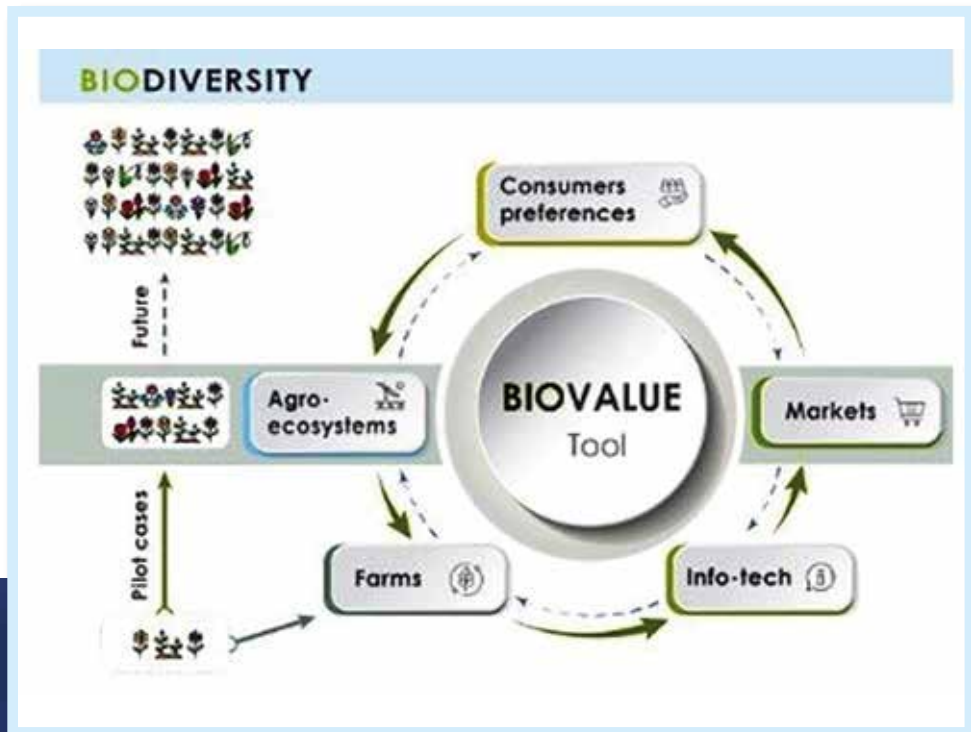 BIODIVERSITY
Consumers
preferences
Future
Agro-
ecosystems
BIOVALUE
Tool
Markets
Pilot cases
Farms
Info-tech